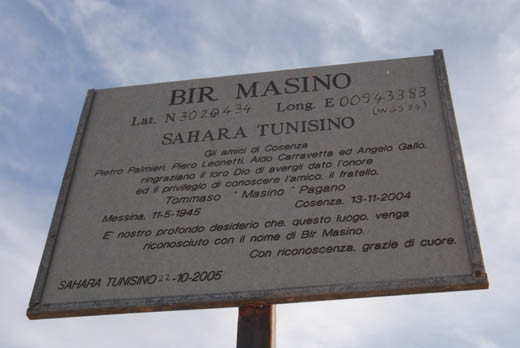 BIR MASINO
Lat. N3020434 Long. E00943383
(WGS84)
SAHARA TUNISINO
Gli amici di Cosenza
Pietro Palmieri, Piero Leonetti, Aldo Carravetta ed Angelo Gallo,
ringraziano il loro Dio di avergli dato l'onore
ed il privilegio di conoscere l'amico, il fratello,
Tommaso "Masino" Pagano
Messina, 11-5-1945 Cosenza, 13-11-2004
E' nostro profondo desiderio che, questo luogo, venga
riconosciuto con il nome di Bir Masino.
Con riconoscenza, grazie di cuore.
SAHARA TUNISINO 22-10-2005